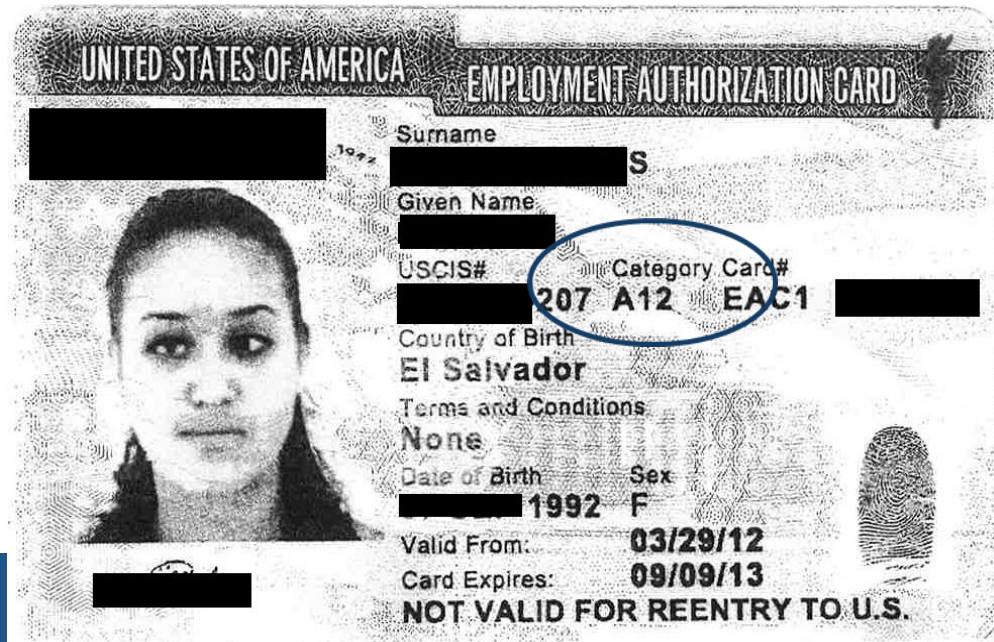 UNITED STATES OF AMERICA
EMPLOYMENT AUTHORIZATION CARD
Surname
S
Given Name
USCIS# Category Card#
207 A12 EAC1
Country of Birth
El Salvador
Terms and Conditions
None
Date of Birth Sex
1992 F
Valid From: 03/29/12
Card Expires: 09/09/13
NOT VALID FOR REENTRY TO U.S.